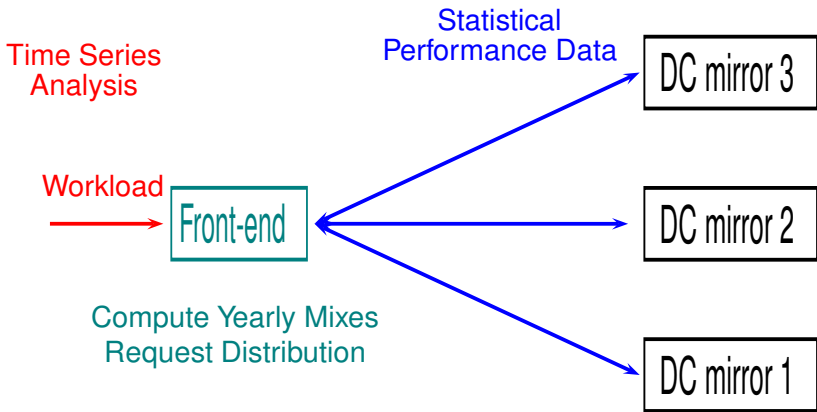 Statistical
Performance Data
Time Series
Analysis
DC mirror 3
Workload
Front-end
DC mirror 2
Compute Yearly Mixes
Request Distribution
DC mirror 1